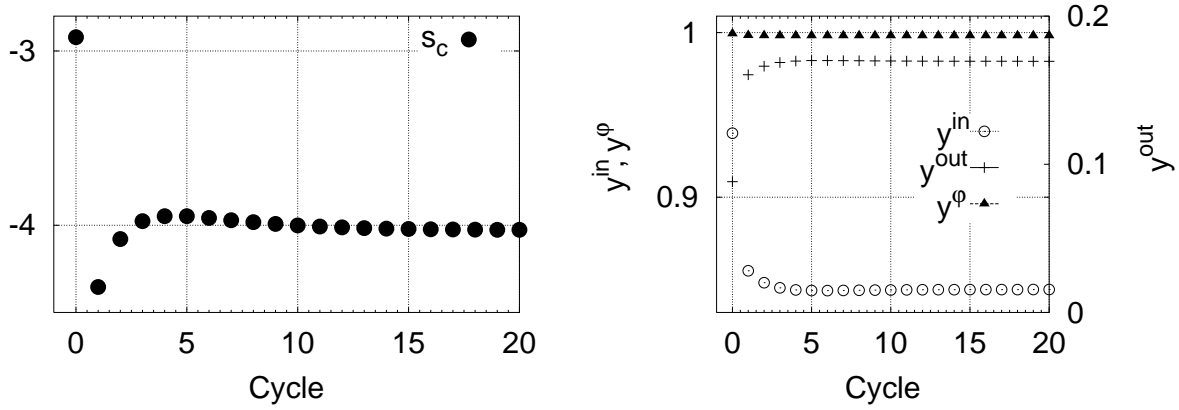 -3
-4
s_c
0 5 10 15 20
Cycle
y^in, y^φ
1
0.9
y^in
y^out
y^φ
0.2
0.1
0
y^out
0 5 10 15 20
Cycle